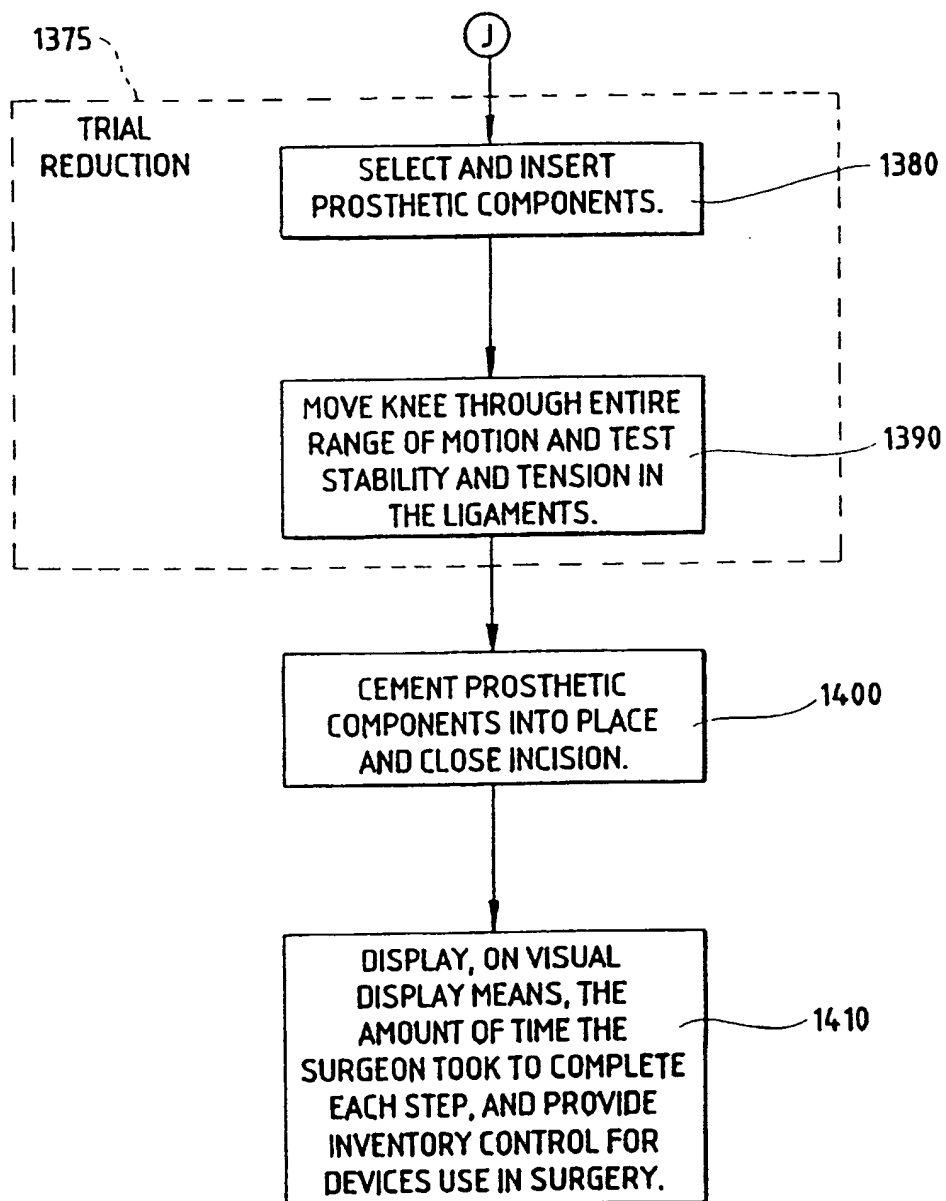 1375
J
TRIAL
REDUCTION
SELECT AND INSERT
PROSTHETIC COMPONENTS.
1380
MOVE KNEE THROUGH ENTIRE
RANGE OF MOTION AND TEST
STABILITY AND TENSION IN
THE LIGAMENTS.
1390
CEMENT PROSTHETIC
COMPONENTS INTO PLACE
AND CLOSE INCISION.
1400
DISPLAY, ON VISUAL
DISPLAY MEANS, THE
AMOUNT OF TIME THE
SURGEON TOOK TO COMPLETE
EACH STEP, AND PROVIDE
INVENTORY CONTROL FOR
DEVICES USE IN SURGERY.
1410